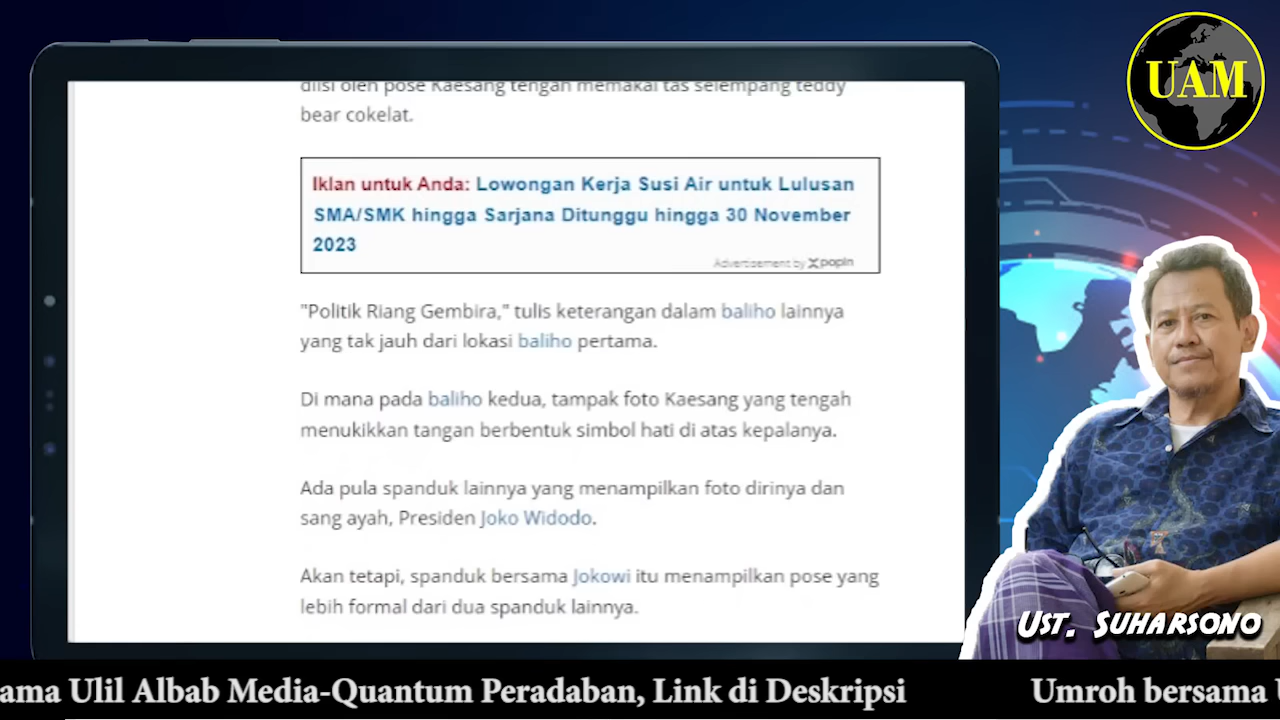 diisi oleh pose Kaesang tengah memakai tas selempang teddy
bear cokelat.
Iklan untuk Anda: Lowongan Kerja Susi Air untuk Lulusan
SMA/SMK hingga Sarjana Ditunggu hingga 30 November
2023
Advertisement by popin
"Politik Riang Gembira," tulis keterangan dalam baliho lainnya
yang tak jauh dari lokasi baliho pertama.
Di mana pada baliho kedua, tampak foto Kaesang yang tengah
menukikkan tangan berbentuk simbol hati di atas kepalanya.
Ada pula spanduk lainnya yang menampilkan foto dirinya dan
sang ayah, Presiden Joko Widodo.
Akan tetapi, spanduk bersama Jokowi itu menampilkan pose yang
lebih formal dari dua spanduk lainnya.
UAM
Ust. Suharsono
ama Ulil Albab Media-Quantum Peradaban, Link di Deskripsi
Umroh bersama U